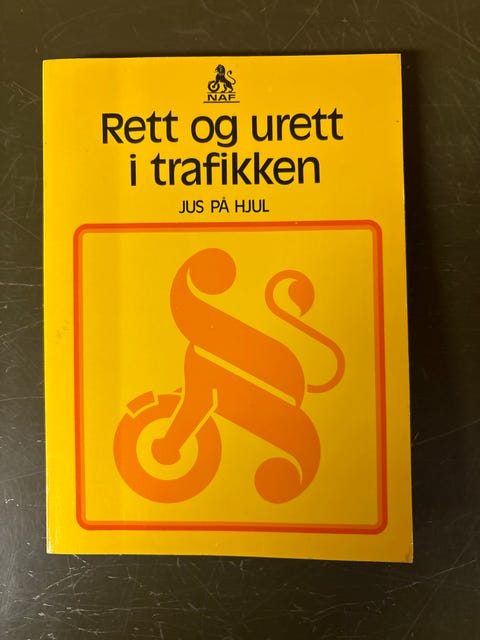 NAF
Rett og urett
i trafikken
JUS PÅ HJUL